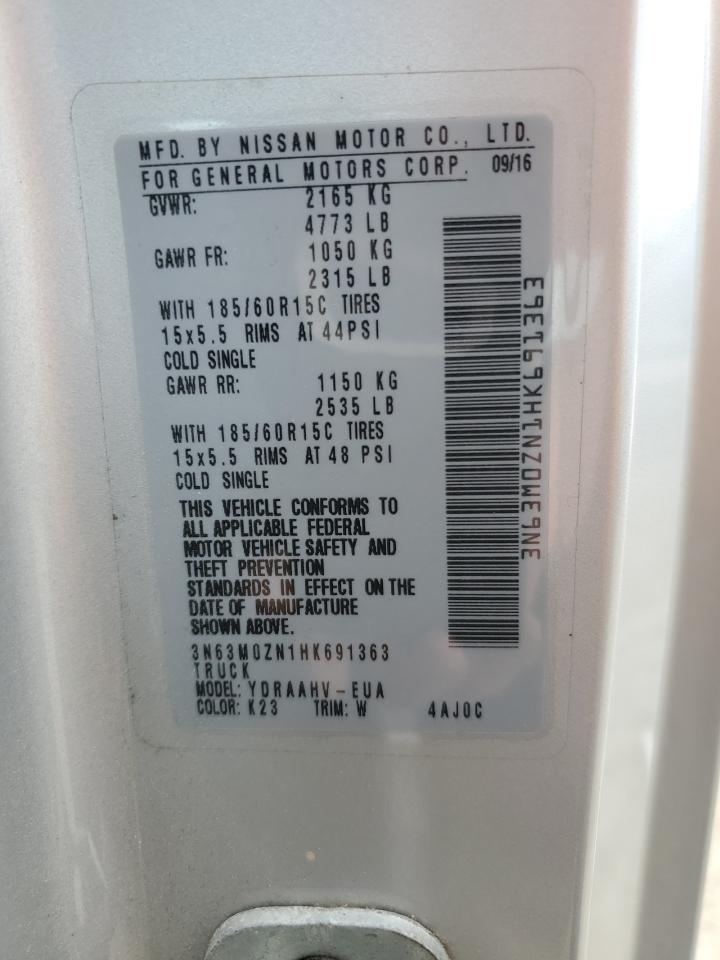 MFD. BY NISSAN MOTOR CO., LTD.
FOR GENERAL MOTORS CORP. 09/16
GVWR: 2165 KG
4773 LB
GAWR FR: 1050 KG
2315 LB
WITH 185/60R15C TIRES
15x5.5 RIMS AT 44PSI
COLD SINGLE
GAWR RR: 1150 KG
2535 LB
WITH 185/60R15C TIRES
15x5.5 RIMS AT 48 PSI
COLD SINGLE
THIS VEHICLE CONFORMS TO
ALL APPLICABLE FEDERAL
MOTOR VEHICLE SAFETY AND
THEFT PREVENTION
STANDARDS IN EFFECT ON THE
DATE OF MANUFACTURE
SHOWN ABOVE.
3N63M0ZN1HK691363
TRUCK
MODEL: YDRAAHV-EUA
COLOR: K23 TRIM: W 4AJ0C
3N63M0ZN1HK691363